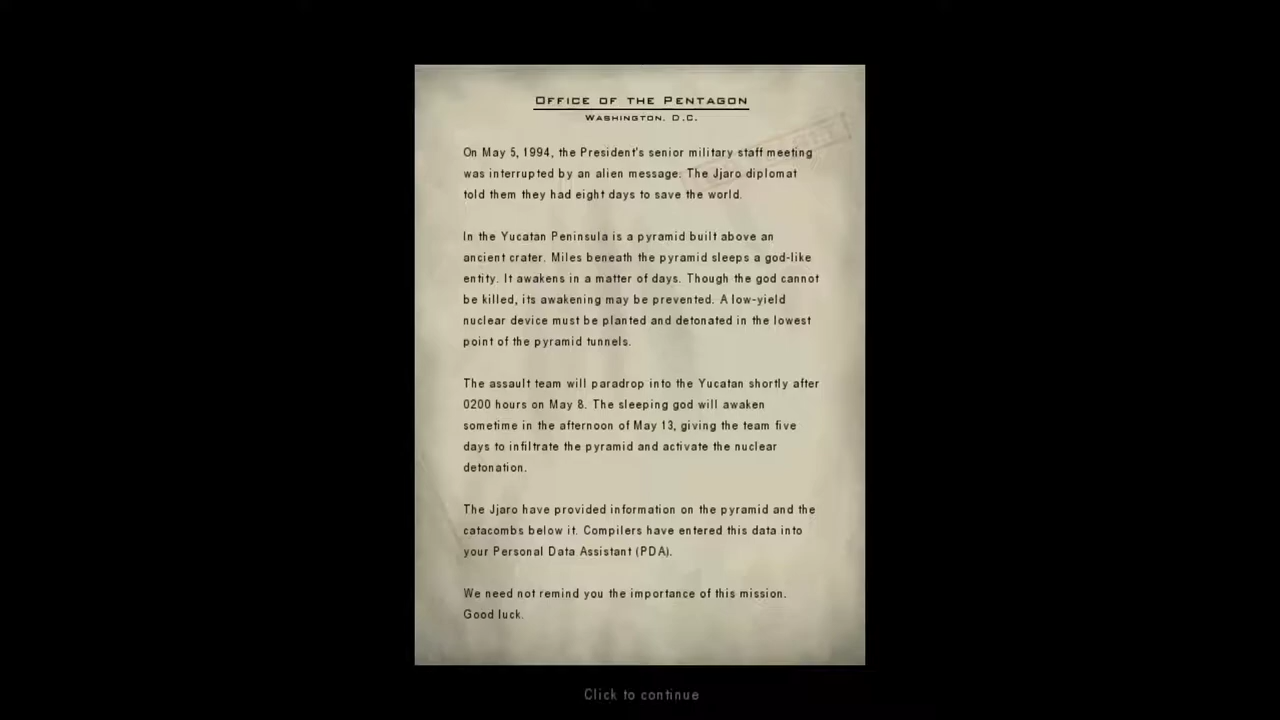 Office of the Pentagon
Washington, D.C.
On May 5, 1994, the President's senior military staff meeting
was interrupted by an alien message. The Jjaro diplomat
told them they had eight days to save the world.
In the Yucatan Peninsula is a pyramid built above an
ancient crater. Miles beneath the pyramid sleeps a god-like
entity. It awakens in a matter of days. Though the god cannot
be killed, its awakening may be prevented. A low-yield
nuclear device must be planted and detonated in the lowest
point of the pyramid tunnels.
The assault team will paradrop into the Yucatan shortly after
0200 hours on May 8. The sleeping god will awaken
sometime in the afternoon of May 13, giving the team five
days to infiltrate the pyramid and activate the nuclear
detonation.
The Jjaro have provided information on the pyramid and the
catacombs below it. Compilers have entered this data into
your Personal Data Assistant (PDA).
We need not remind you the importance of this mission.
Good luck.
Click to continue